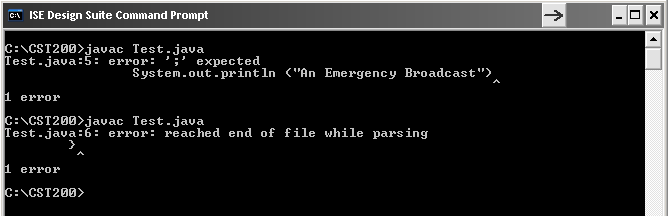 ISE Design Suite Command Prompt
C:\CST200>javac Test.java
Test.java:5: error: ';' expected
System.out.println ("An Emergency Broadcast")
^
1 error
C:\CST200>javac Test.java
Test.java:6: error: reached end of file while parsing
}
^
1 error
C:\CST200>